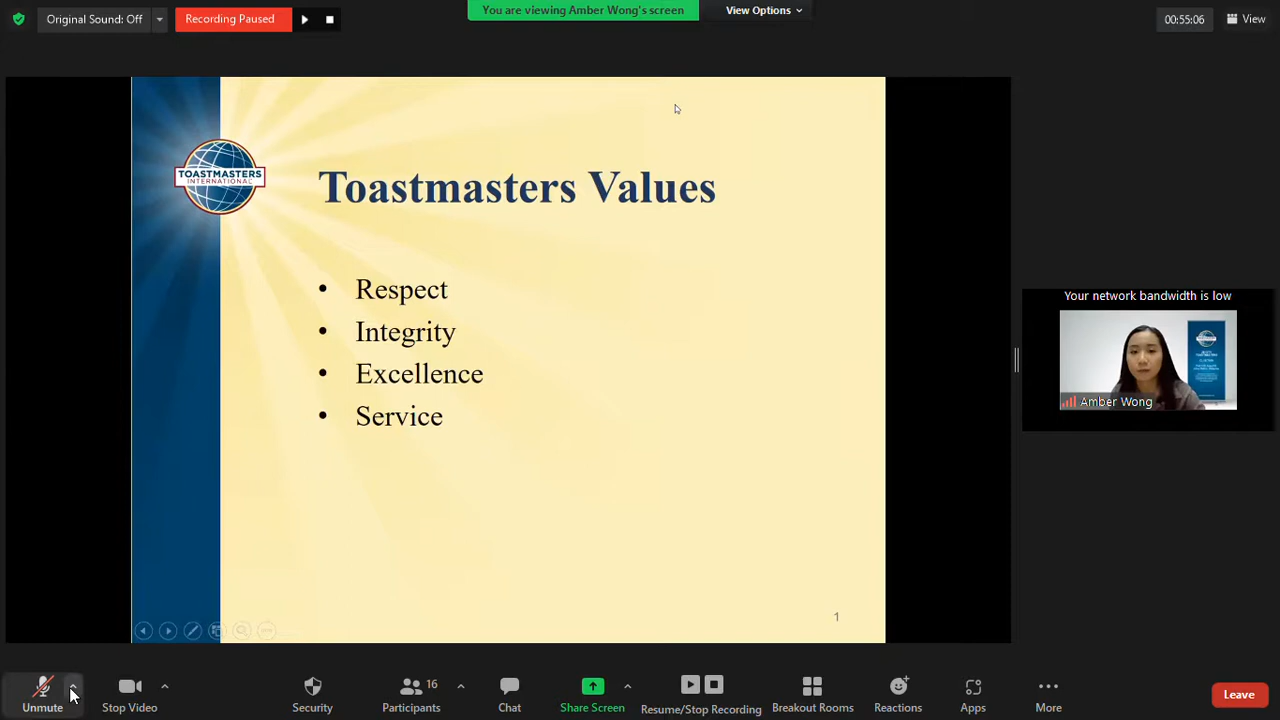 Original Sound: Off
Recording Paused
You are viewing Amber Wong's screen
View Options
00:55:06
View
TOASTMASTERS
INTERNATIONAL
Toastmasters Values
• Respect
• Integrity
• Excellence
• Service
1
Your network bandwidth is low
Amber Wong
Unmute
Stop Video
Security
16
Participants
Chat
Share Screen
Resume/Stop Recording
Breakout Rooms
Reactions
Apps
More
Leave